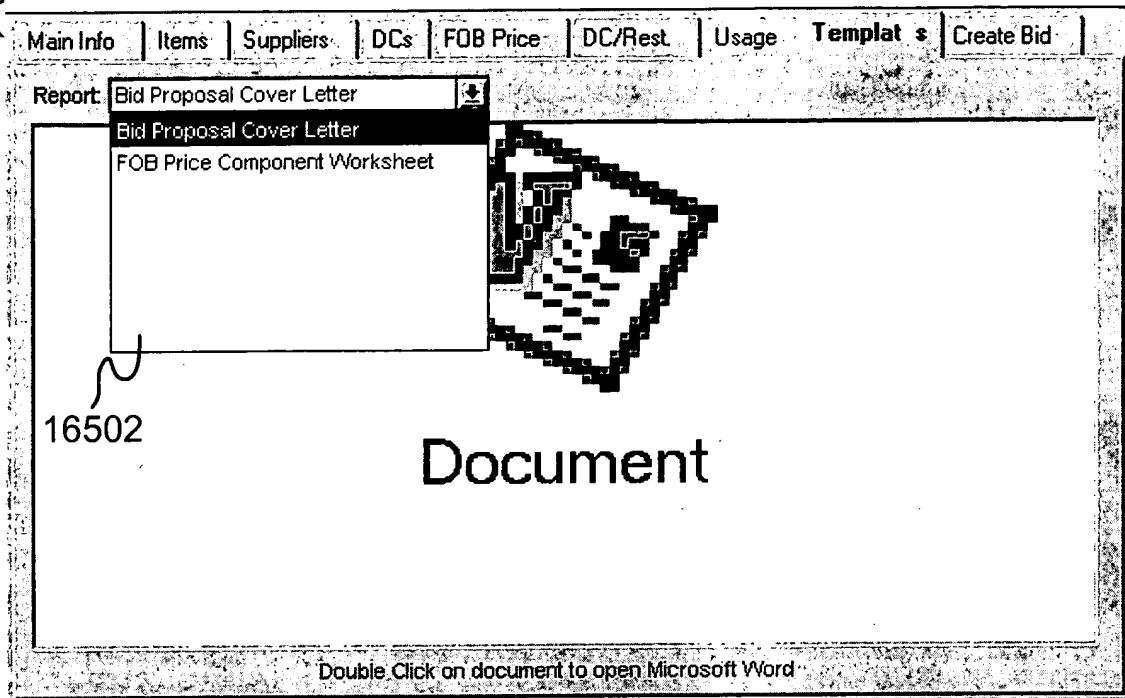 Main Info Items Suppliers DCs FOB Price DC/Rest. Usage Templat s Create Bid
Report: Bid Proposal Cover Letter
Bid Proposal Cover Letter
FOB Price Component Worksheet
16502
Document
Double Click on document to open Microsoft Word